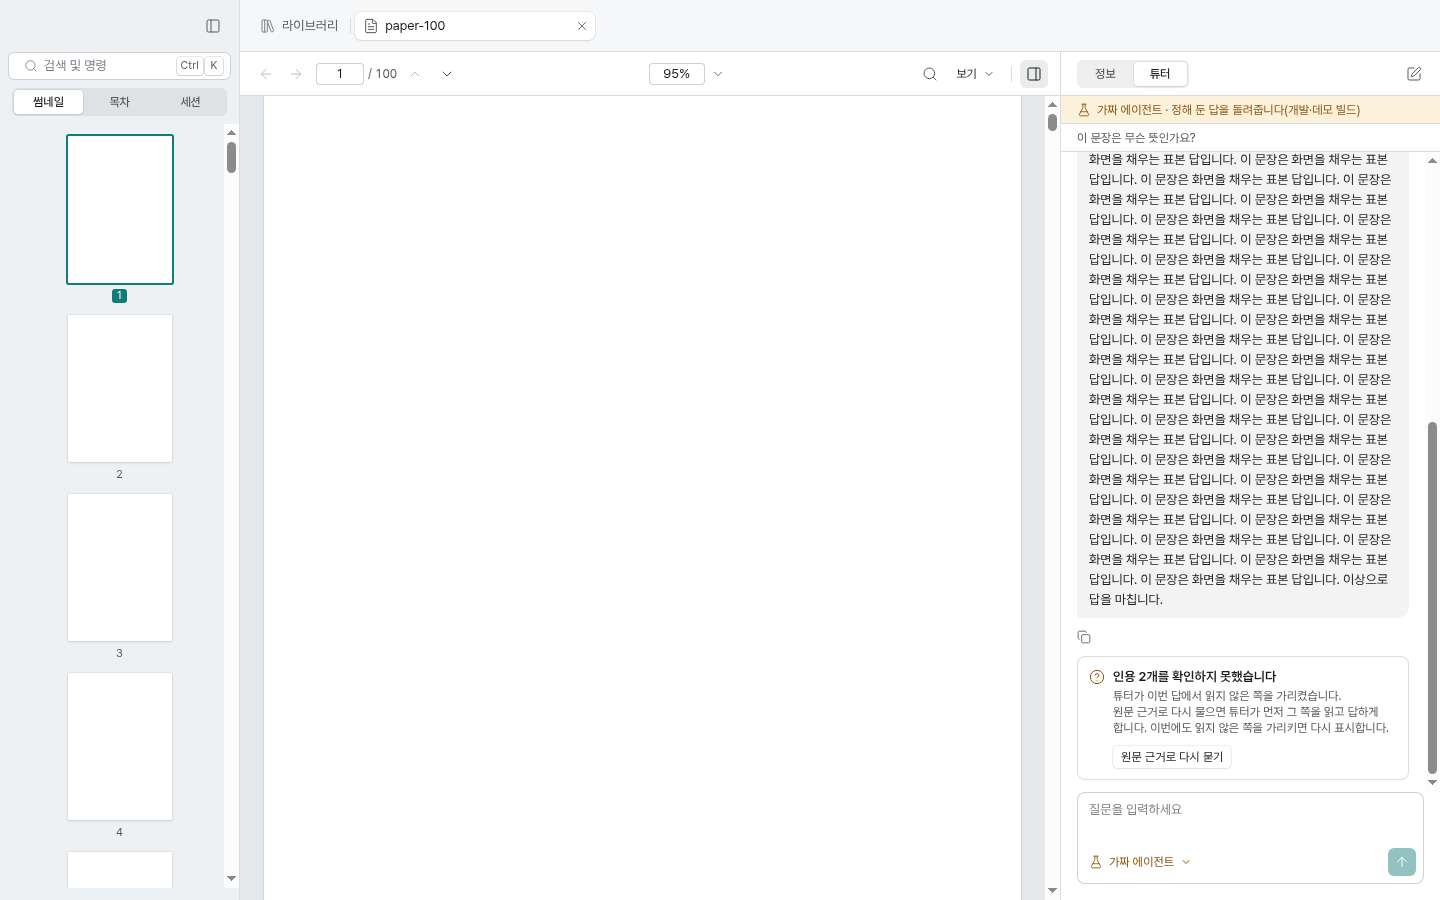 라이브러리
paper-100
검색 및 명령
Ctrl
K
1
/ 100
95%
보기
정보
튜터
썸네일
목차
세션
가짜 에이전트 · 정해 둔 답을 돌려줍니다(개발·데모 빌드)
이 문장은 무슨 뜻인가요?
화면을 채우는 표본 답입니다. 이 문장은 화면을 채우는 표본
답입니다. 이 문장은 화면을 채우는 표본 답입니다. 이 문장은
화면을 채우는 표본 답입니다. 이 문장은 화면을 채우는 표본
답입니다. 이 문장은 화면을 채우는 표본 답입니다. 이 문장은
화면을 채우는 표본 답입니다. 이 문장은 화면을 채우는 표본
답입니다. 이 문장은 화면을 채우는 표본 답입니다. 이 문장은
화면을 채우는 표본 답입니다. 이 문장은 화면을 채우는 표본
답입니다. 이 문장은 화면을 채우는 표본 답입니다. 이 문장은
화면을 채우는 표본 답입니다. 이 문장은 화면을 채우는 표본
답입니다. 이 문장은 화면을 채우는 표본 답입니다. 이 문장은
화면을 채우는 표본 답입니다. 이 문장은 화면을 채우는 표본
답입니다. 이 문장은 화면을 채우는 표본 답입니다. 이 문장은
화면을 채우는 표본 답입니다. 이 문장은 화면을 채우는 표본
답입니다. 이 문장은 화면을 채우는 표본 답입니다. 이 문장은
화면을 채우는 표본 답입니다. 이 문장은 화면을 채우는 표본
답입니다. 이 문장은 화면을 채우는 표본 답입니다. 이 문장은
화면을 채우는 표본 답입니다. 이 문장은 화면을 채우는 표본
답입니다. 이 문장은 화면을 채우는 표본 답입니다. 이 문장은
화면을 채우는 표본 답입니다. 이 문장은 화면을 채우는 표본
답입니다. 이 문장은 화면을 채우는 표본 답입니다. 이 문장은
화면을 채우는 표본 답입니다. 이 문장은 화면을 채우는 표본
답입니다. 이 문장은 화면을 채우는 표본 답입니다. 이상으로
답을 마칩니다.
인용 2개를 확인하지 못했습니다
튜터가 이번 답에서 읽지 않은 쪽을 가리켰습니다.
원문 근거로 다시 물으면 튜터가 먼저 그 쪽을 읽고 답하게
합니다. 이번에도 읽지 않은 쪽을 가리키면 다시 표시합니다.
원문 근거로 다시 묻기
질문을 입력하세요
가짜 에이전트
1
2
3
4